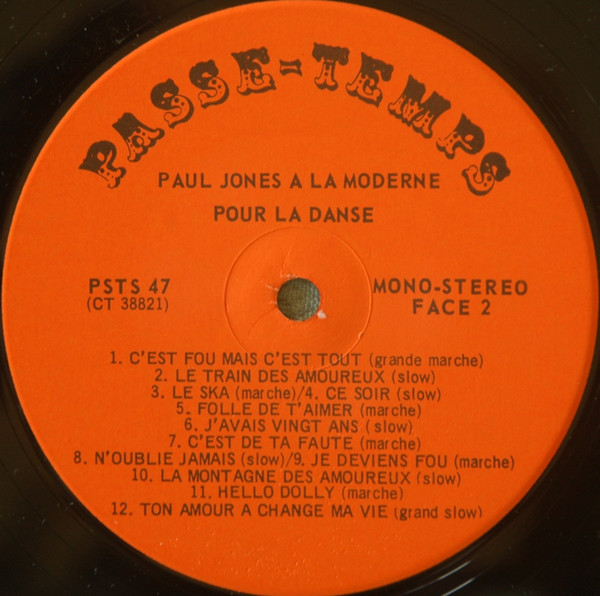 PASSE-TEMPS
PAUL JONES A LA MODERNE
POUR LA DANSE
PSTS 47
(CT 38821)
MONO-STEREO
FACE 2
1. C'EST FOU MAIS C'EST TOUT (grande marche)
2. LE TRAIN DES AMOUREUX (slow)
3. LE SKA (marche)/4. CE SOIR (slow)
5. FOLLE DE T'AIMER (marche)
6. J'AVAIS VINGT ANS (slow)
7. C'EST DE TA FAUTE (marche)
8. N'OUBLIE JAMAIS (slow)/9. JE DEVIENS FOU (marche)
10. LA MONTAGNE DES AMOUREUX (slow)
11. HELLO DOLLY (marche)
12. TON AMOUR A CHANGE MA VIE (grand slow)